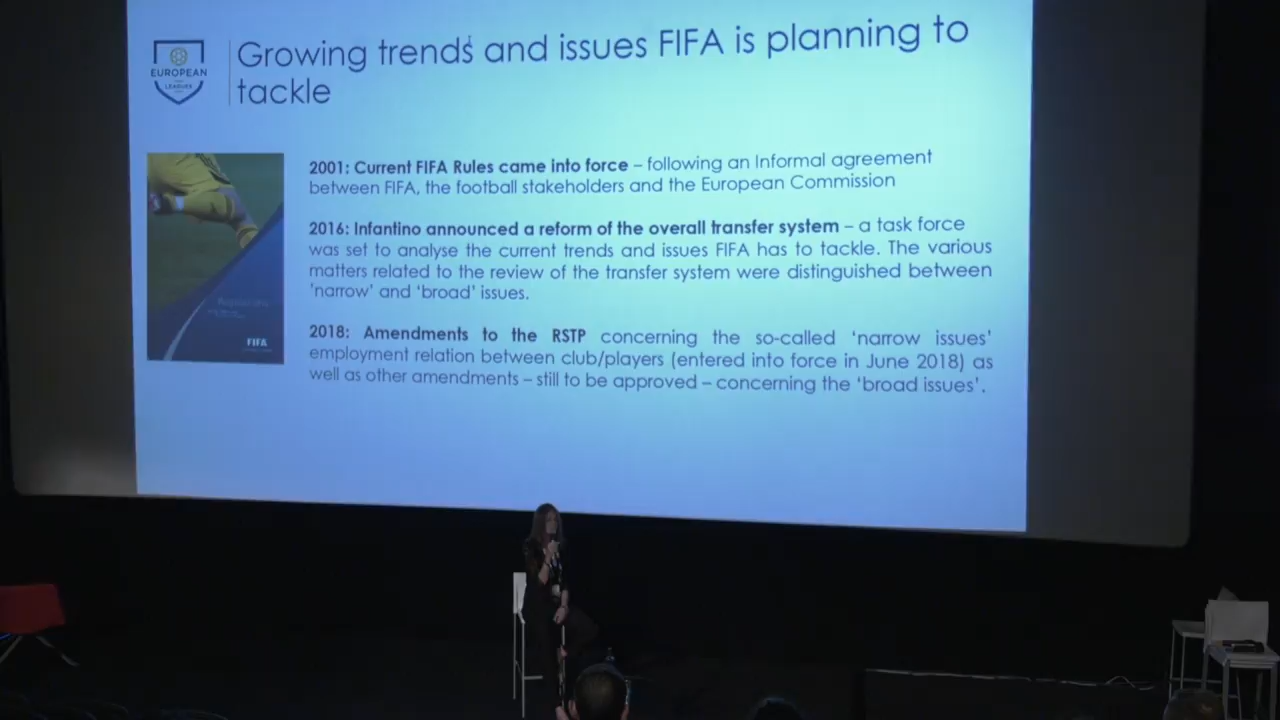 Growing trends and issues FIFA is planning to
tackle
EUROPEAN
LEAGUES
2001: Current FIFA Rules came into force – following an Informal agreement
between FIFA, the football stakeholders and the European Commission
2016: Infantino announced a reform of the overall transfer system – a task force
was set to analyse the current trends and issues FIFA has to tackle. The various
matters related to the review of the transfer system were distinguished between
'narrow' and 'broad' issues.
2018: Amendments to the RSTP concerning the so-called 'narrow issues'
employment relation between club/players (entered into force in June 2018) as
well as other amendments – still to be approved – concerning the 'broad issues'.
FIFA